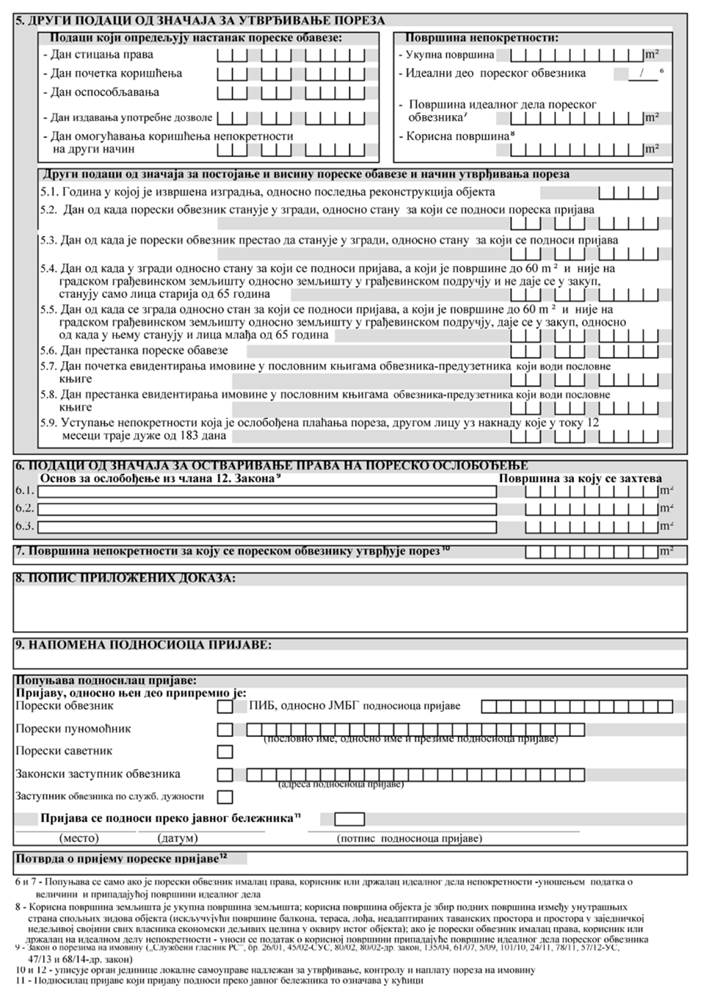 5. ДРУГИ ПОДАЦИ ОД ЗНАЧАЈА ЗА УТВРЂИВАЊЕ ПОРЕЗА
Подаци који опредељују настанак пореске обавезе:
- Дан стицања права
- Дан почетка коришћења
- Дан оспособљавања
- Дан издавања употребне дозволе
- Дан омогућавања коришћења непокретности
на други начин
Површина непокретности:
- Укупна површина m²
- Идеални део пореског обвезника / ⁶
- Површина идеалног дела пореског
обвезника⁷ m²
- Корисна површина⁸ m²
Други подаци од значаја за постојање и висину пореске обавезе и начин утврђивања пореза
5.1. Година у којој је извршена изградња, односно последња реконструкција објекта
5.2. Дан од када порески обвезник станује у згради, односно стану за који се подноси пореска пријава
5.3. Дан од када је порески обвезник престао да станује у згради, односно стану за који се подноси пријава
5.4. Дан од када у згради односно стану за који се подноси пријава, а који је површине до 60 m ² и није на
градском грађевинском земљишту односно земљишту у грађевинском подручју и не даје се у закуп,
станују само лица старија од 65 година
5.5. Дан од када се зграда односно стан за који се подноси пријава, а који је површине до 60 m ² и није на
градском грађевинском земљишту односно земљишту у грађевинском подручју, даје се у закуп, односно
од када у њему станују и лица млађа од 65 година
5.6. Дан престанка пореске обавезе
5.7. Дан почетка евидентирања имовине у пословним књигама обвезника-предузетника који води пословне
књиге
5.8. Дан престанка евидентирања имовине у пословним књигама обвезника-предузетника који води пословне
књиге
5.9. Уступање непокретности која је ослобођена плаћања пореза, другом лицу уз накнаду које у току 12
месеци траје дуже од 183 дана
6. ПОДАЦИ ОД ЗНАЧАЈА ЗА ОСТВАРИВАЊЕ ПРАВА НА ПОРЕСКО ОСЛОБОЂЕЊЕ
Основ за ослобођење из члана 12. Закона⁹ Површина за коју се захтева
6.1. m²
6.2. m²
6.3. m²
7. Површина непокретности за коју се пореском обвезнику утврђује порез¹⁰ m²
8. ПОПИС ПРИЛОЖЕНИХ ДОКАЗА:
9. НАПОМЕНА ПОДНОСИОЦА ПРИЈАВЕ:
Попуњава подносилац пријаве:
Пријаву, односно њен део припремио је:
Порески обвезник ПИБ, односно ЈМБГ подносиоца пријаве
Порески пуномоћник
(пословно име, односно име и презиме подносиоца пријаве)
Порески саветник
Законски заступник обвезника
(адреса подносиоца пријаве)
Заступник обвезника по служб. дужности
Пријава се подноси преко јавног бележника¹¹
(место) (датум) (потпис подносиоца пријаве)
Потврда о пријему пореске пријаве¹²
6 и 7 - Попуњава се само ако је порески обвезник ималац права, корисник или држалац идеалног дела непокретности -уношењем податка о
величини и припадајућој површини идеалног дела
8 - Корисна површина земљишта је укупна површина земљишта; корисна површина објекта је збир подних површина између унутрашњих
страна спољних зидова објекта (искључујући површине балкона, тераса, лођа, неадаптираних таванских простора и простора у заједничкој
недељивој својини свих власника економски дељивих целина у оквиру истог објекта); ако је порески обвезник ималац права, корисник или
држалац на идеалном делу непокретности - уноси се податак о корисној површини припадајуће површине идеалног дела пореског обвезника
9 - Закон о порезима на имовину („Службени гласник РС”, бр. 26/01, 45/02-СУС, 80/02, 80/02-др. закон, 135/04, 61/07, 5/09, 101/10, 24/11, 78/11, 57/12-УС,
47/13 и 68/14-др. закон)
10 и 12 - уписује орган јединице локалне самоуправе надлежан за утврђивање, контролу и наплату пореза на имовину
11 - Подносилац пријаве који пријаву подноси преко јавног бележника то означава у кућици